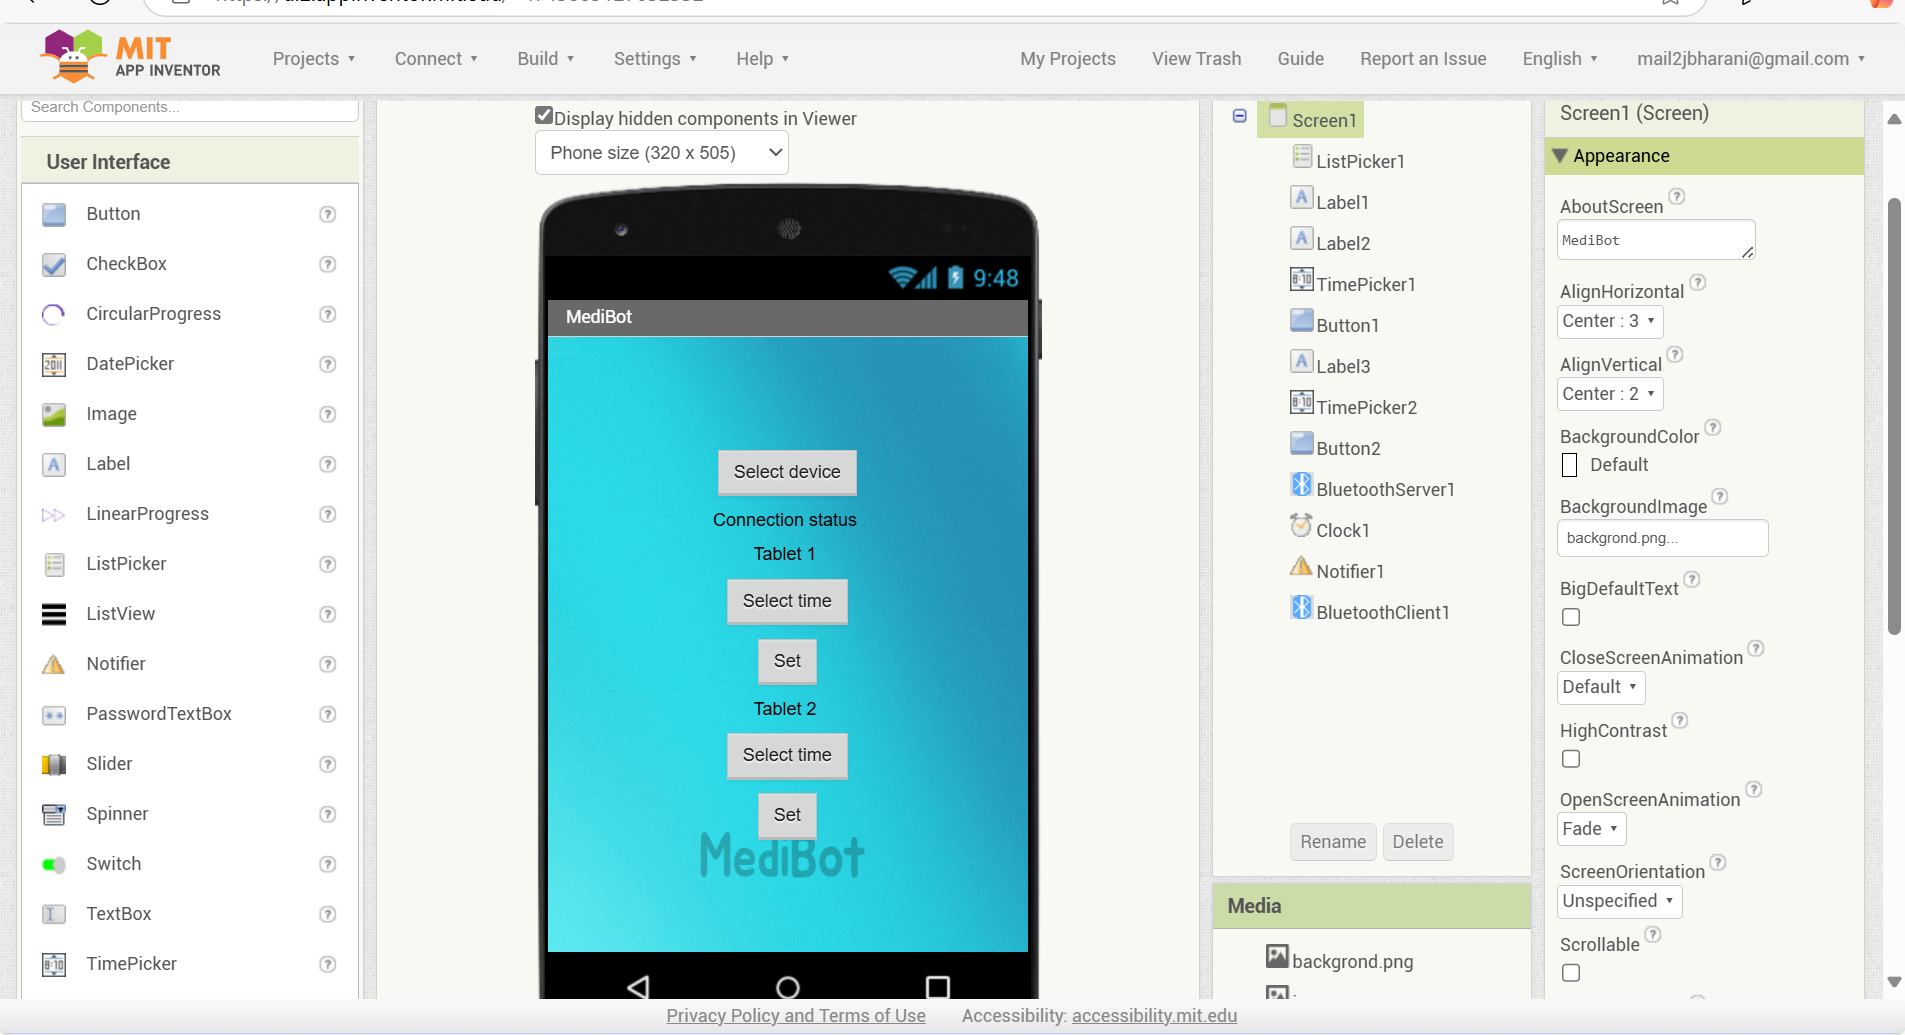 MIT
APP INVENTOR
Projects
Connect
Build
Settings
Help
My Projects
View Trash
Guide
Report an Issue
English
mail2jbharani@gmail.com
Search Components...
User Interface
Button
CheckBox
CircularProgress
DatePicker
Image
Label
LinearProgress
ListPicker
ListView
Notifier
PasswordTextBox
Slider
Spinner
Switch
TextBox
TimePicker
Display hidden components in Viewer
Phone size (320 x 505)
9:48
MediBot
Select device
Connection status
Tablet 1
Select time
Set
Tablet 2
Select time
Set
MediBot
Screen1
ListPicker1
Label1
Label2
TimePicker1
Button1
Label3
TimePicker2
Button2
BluetoothServer1
Clock1
Notifier1
BluetoothClient1
Rename
Delete
Media
backgrond.png
Screen1 (Screen)
Appearance
AboutScreen
MediBot
AlignHorizontal
Center : 3
AlignVertical
Center : 2
BackgroundColor
Default
BackgroundImage
backgrond.png...
BigDefaultText
CloseScreenAnimation
Default
HighContrast
OpenScreenAnimation
Fade
ScreenOrientation
Unspecified
Scrollable
Privacy Policy and Terms of Use
Accessibility: accessibility.mit.edu